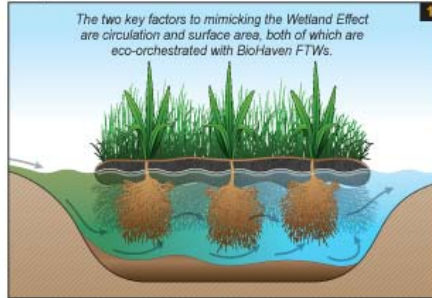 The two key factors to mimicking the Wetland Effect
are circulation and surface area, both of which are
eco-orchestrated with BioHaven FTWs.